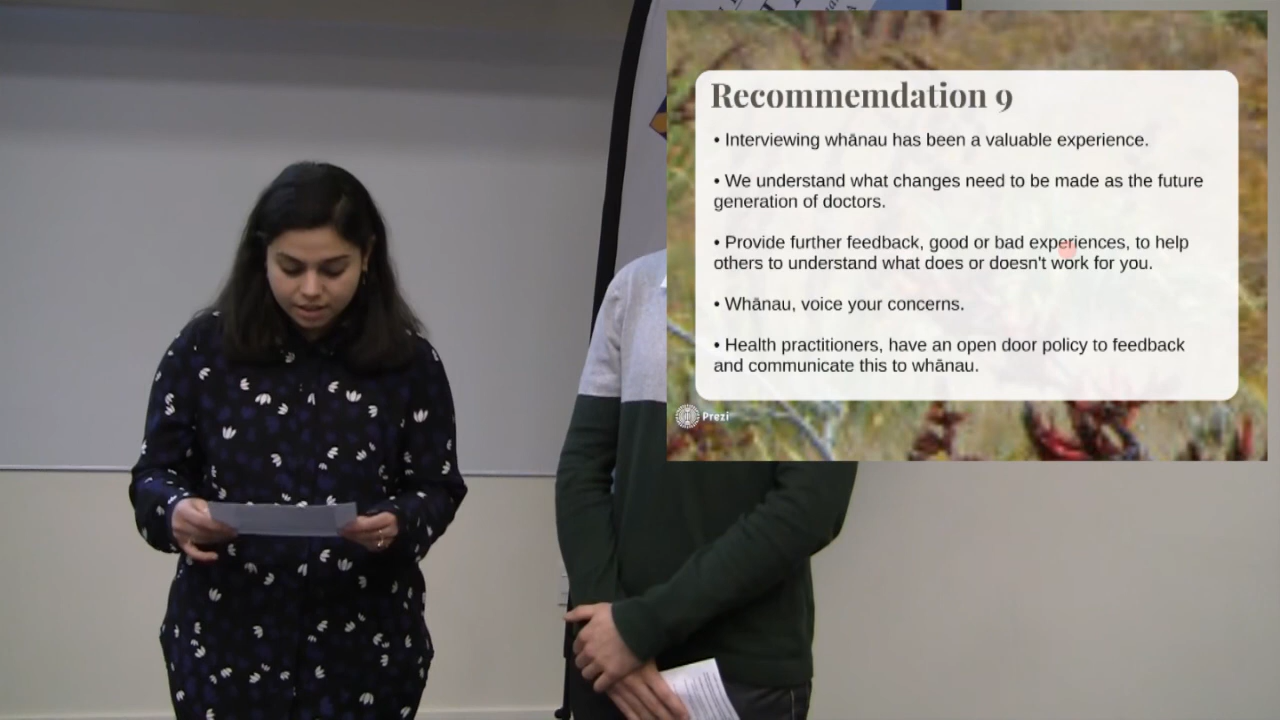 Recommemdation 9
• Interviewing whānau has been a valuable experience.
• We understand what changes need to be made as the future
generation of doctors.
• Provide further feedback, good or bad experiences, to help
others to understand what does or doesn't work for you.
• Whānau, voice your concerns.
• Health practitioners, have an open door policy to feedback
and communicate this to whānau.
Prezi